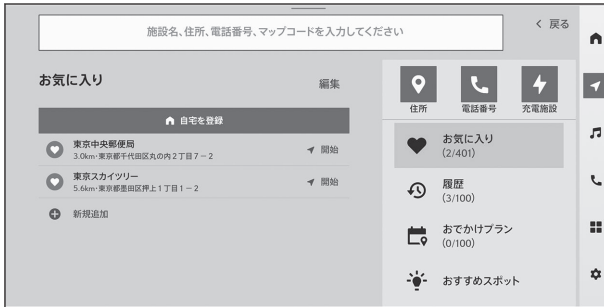 施設名、住所、電話番号、マップコードを入力してください
戻る
お気に入り
編集
自宅を登録
東京中央郵便局
3.0km・東京都千代田区丸の内2丁目7－2
開始
東京スカイツリー
5.6km・東京都墨田区押上1丁目1－2
開始
新規追加
住所
電話番号
充電施設
お気に入り
(2/401)
履歴
(3/100)
おでかけプラン
(0/100)
おすすめスポット